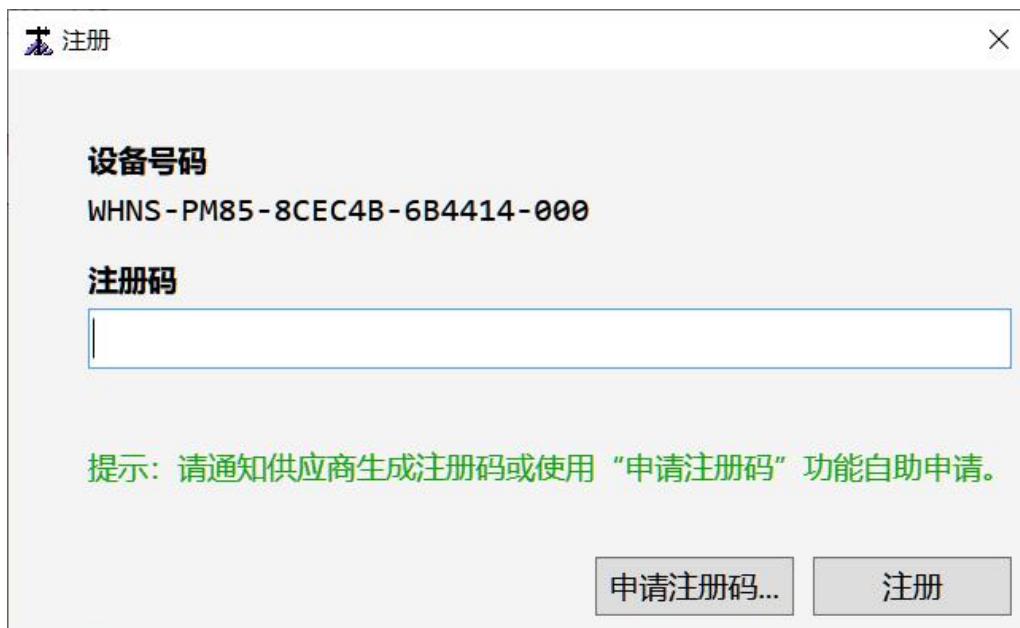 注册
设备号码
WHNS-PM85-8CEC4B-6B4414-000
注册码
提示：请通知供应商生成注册码或使用“申请注册码”功能自助申请。
申请注册码... 注册